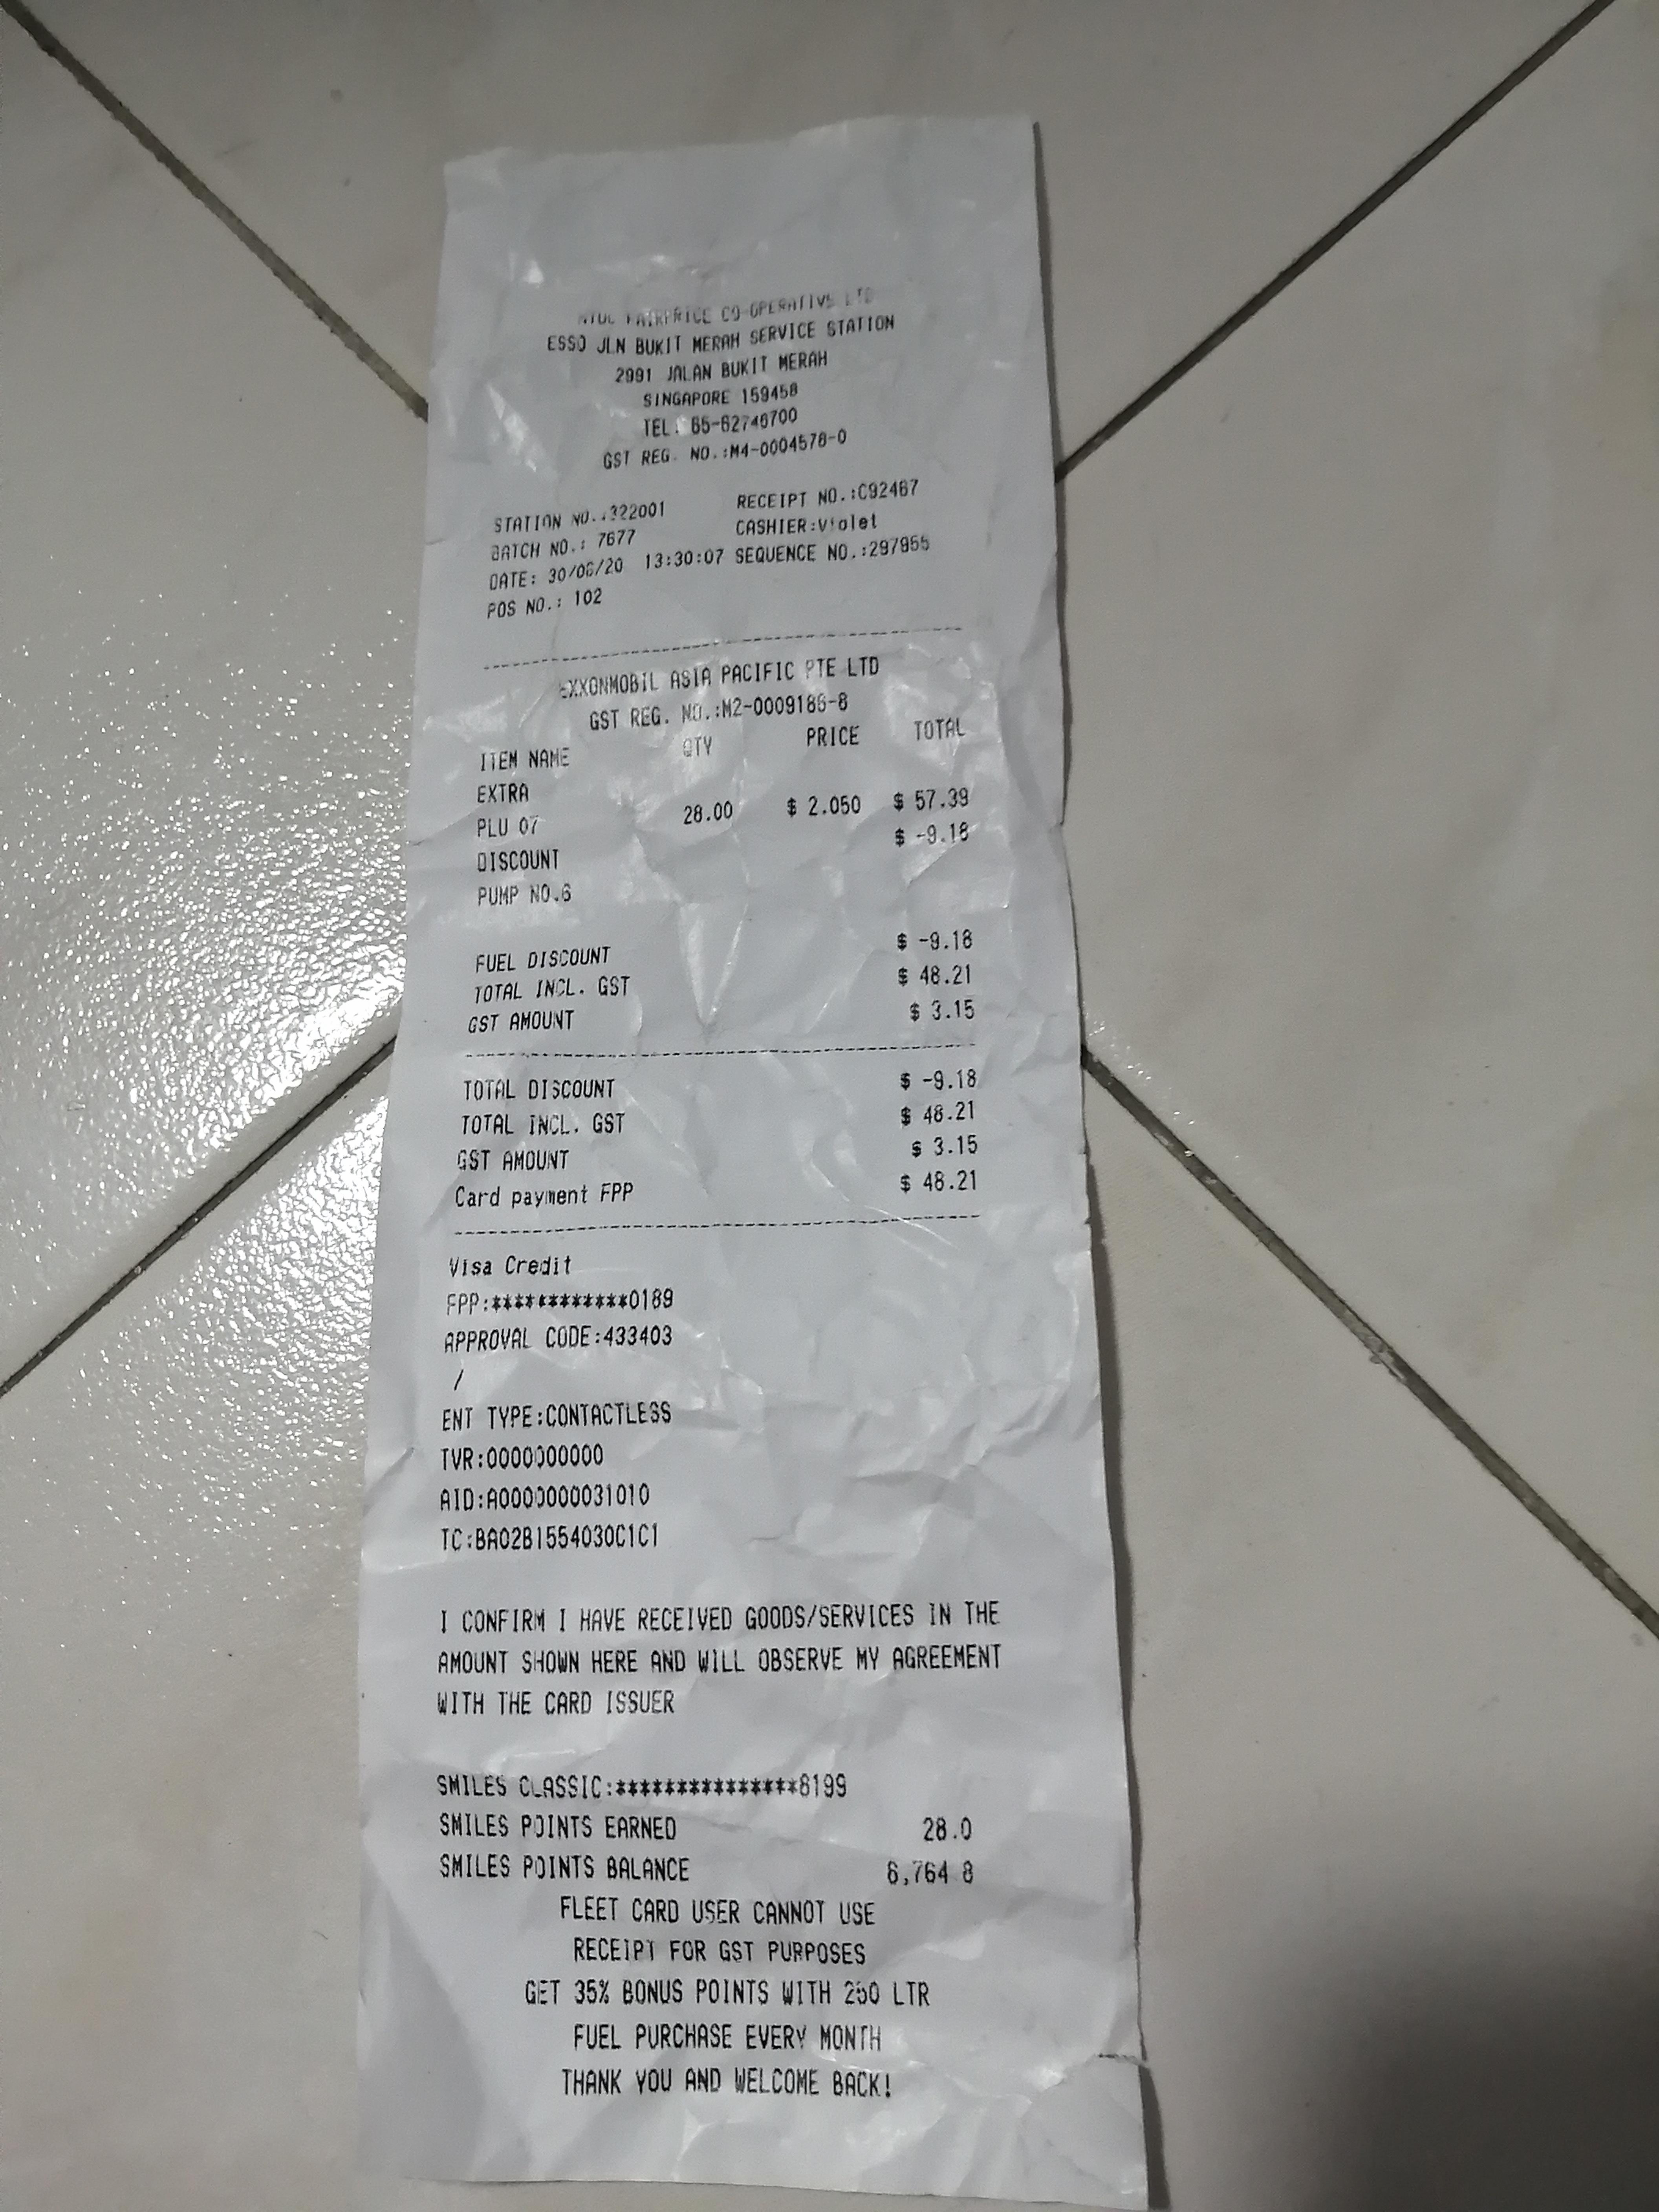 NTUC FAIRPRICE CO-OPERATIVE LTD
ESSO JLN BUKIT MERAH SERVICE STATION
2991 JALAN BUKIT MERAH
SINGAPORE 159458
TEL: 65-62746700
GST REG. NO.:M4-0004578-0
STATION NO.:322001 RECEIPT NO.:C92467
BATCH NO.: 7677 CASHIER:Violet
DATE: 30/06/20 13:30:07 SEQUENCE NO.:297955
POS NO.: 102
EXXONMOBIL ASIA PACIFIC PTE LTD
GST REG. NO.:M2-0009186-8
ITEM NAME QTY PRICE TOTAL
EXTRA
PLU 07 28.00 $ 2.050 $ 57.39
DISCOUNT $ -9.18
PUMP NO.6
FUEL DISCOUNT $ -9.18
TOTAL INCL. GST $ 48.21
GST AMOUNT $ 3.15
TOTAL DISCOUNT $ -9.18
TOTAL INCL. GST $ 48.21
GST AMOUNT $ 3.15
Card payment FPP $ 48.21
Visa Credit
FPP:************0189
APPROVAL CODE:433403
/
ENT TYPE:CONTACTLESS
TVR:0000000000
AID:A0000000031010
TC:BA02B1554030C1C1
I CONFIRM I HAVE RECEIVED GOODS/SERVICES IN THE
AMOUNT SHOWN HERE AND WILL OBSERVE MY AGREEMENT
WITH THE CARD ISSUER
SMILES CLASSIC:***************8199
SMILES POINTS EARNED 28.0
SMILES POINTS BALANCE 6,764.8
FLEET CARD USER CANNOT USE
RECEIPT FOR GST PURPOSES
GET 35% BONUS POINTS WITH 250 LTR
FUEL PURCHASE EVERY MONTH
THANK YOU AND WELCOME BACK!